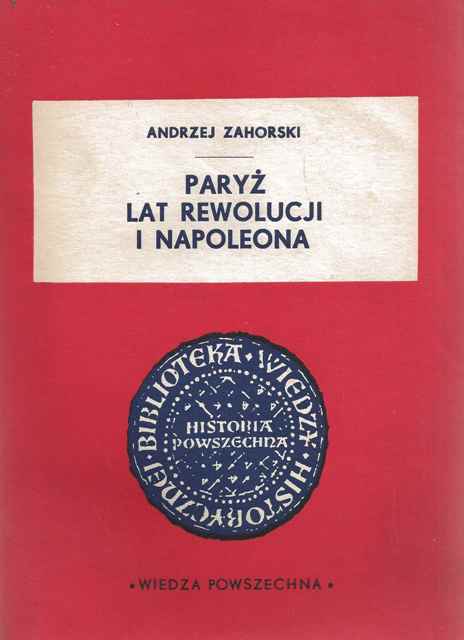 ANDRZEJ ZAHORSKI
PARYŻ
LAT REWOLUCJI
I NAPOLEONA
BIBLIOTEKA · WIEDZY · HISTORYCZNEJ ·
HISTORIA
POWSZECHNA
* WIEDZA POWSZECHNA *